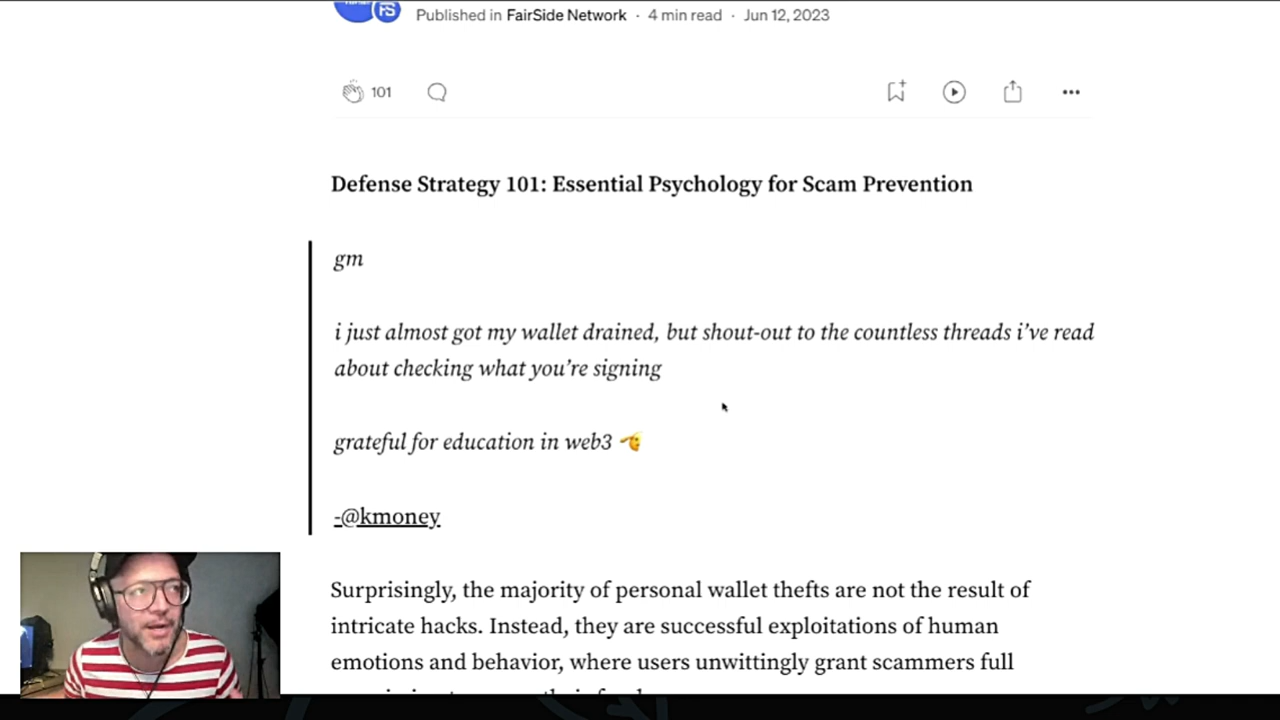 FS
Published in FairSide Network · 4 min read · Jun 12, 2023
101
Defense Strategy 101: Essential Psychology for Scam Prevention
gm
i just almost got my wallet drained, but shout-out to the countless threads i’ve read
about checking what you’re signing
grateful for education in web3
-@kmoney
Surprisingly, the majority of personal wallet thefts are not the result of
intricate hacks. Instead, they are successful exploitations of human
emotions and behavior, where users unwittingly grant scammers full